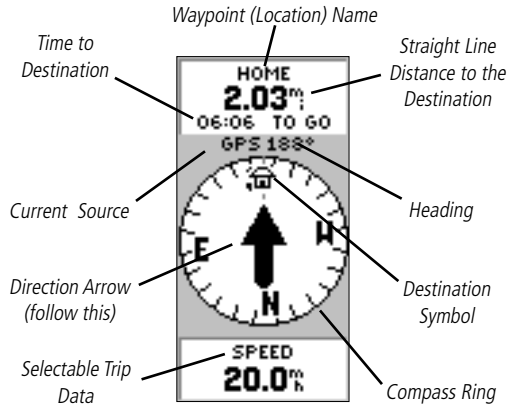 Waypoint (Location) Name
Time to
Destination
Straight Line
Distance to the
Destination
HOME
2.03 mi
06:06 TO GO
GPS 188°
Current Source
Heading
E
W
N
Direction Arrow
(follow this)
Destination
Symbol
Selectable Trip
Data
SPEED
20.0 mh
Compass Ring